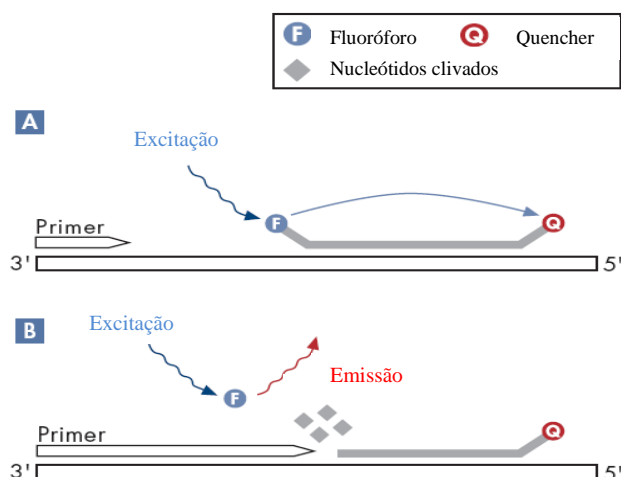 F Fluoróforo Q Quencher
Nucleótidos clivados
A
Excitação
F Q
Primer
3' 5'
B
Excitação
F
Emissão
Primer Q
3' 5'